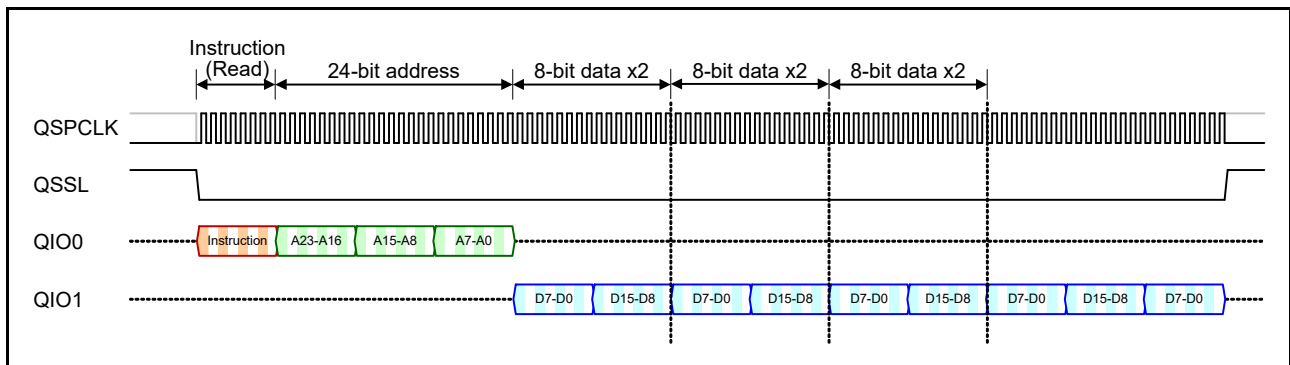 Instruction
(Read)
24-bit address
8-bit data x2
8-bit data x2
8-bit data x2
QSPCLK
QSSL
QIO0
Instruction
A23-A16
A15-A8
A7-A0
QIO1
D7-D0
D15-D8
D7-D0
D15-D8
D7-D0
D15-D8
D7-D0
D15-D8
D7-D0